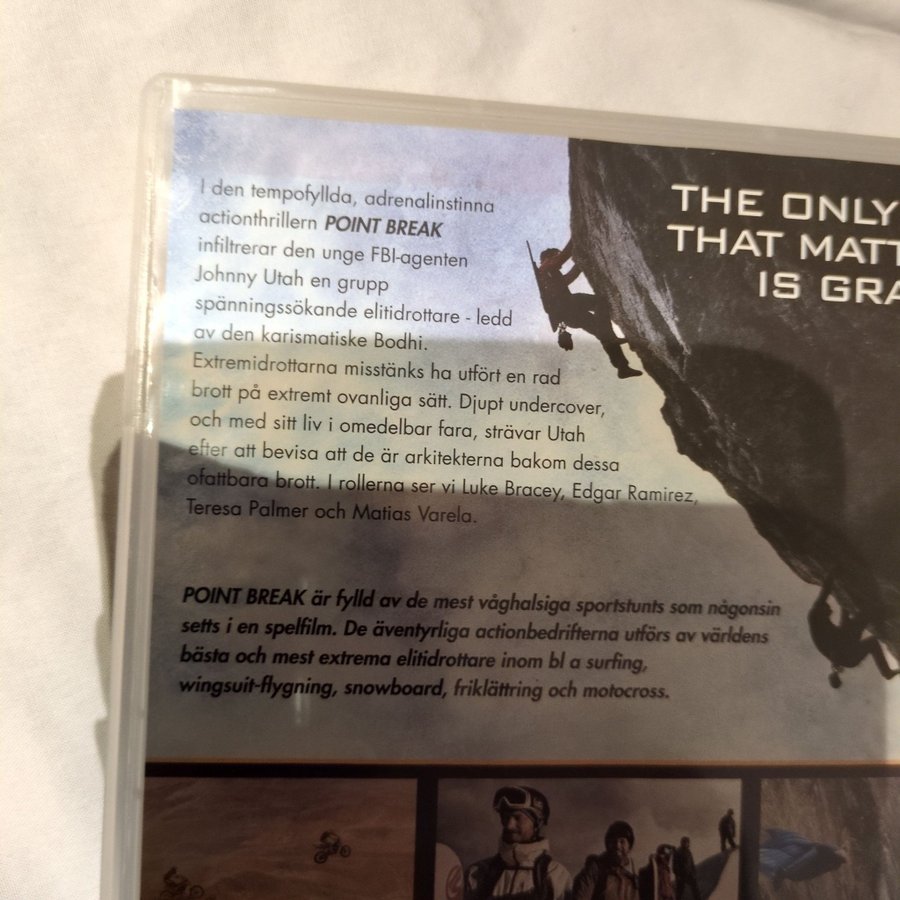 I den tempofyllda, adrenalinstinna
actionthrillern POINT BREAK
infiltrerar den unge FBI-agenten
Johnny Utah en grupp
spänningssökande elitidrottare - ledd
av den karismatiske Bodhi.
Extremidrottarna misstänks ha utfört en rad
brott på extremt ovanliga sätt. Djupt undercover,
och med sitt liv i omedelbar fara, strävar Utah
efter att bevisa att de är arkitekterna bakom dessa
ofattbara brott. I rollerna ser vi Luke Bracey, Edgar Ramirez,
Teresa Palmer och Matias Varela.
THE ONLY
THAT
IS
POINT BREAK är fylld av de mest våghalsiga sportstunts som någonsin
setts i en spelfilm. De äventyrliga actionbedrifterna utförs av världens
bästa och mest extrema elitidrottare inom bl a surfing,
wingsuit-flygning, snowboard, friklättring och motocross.